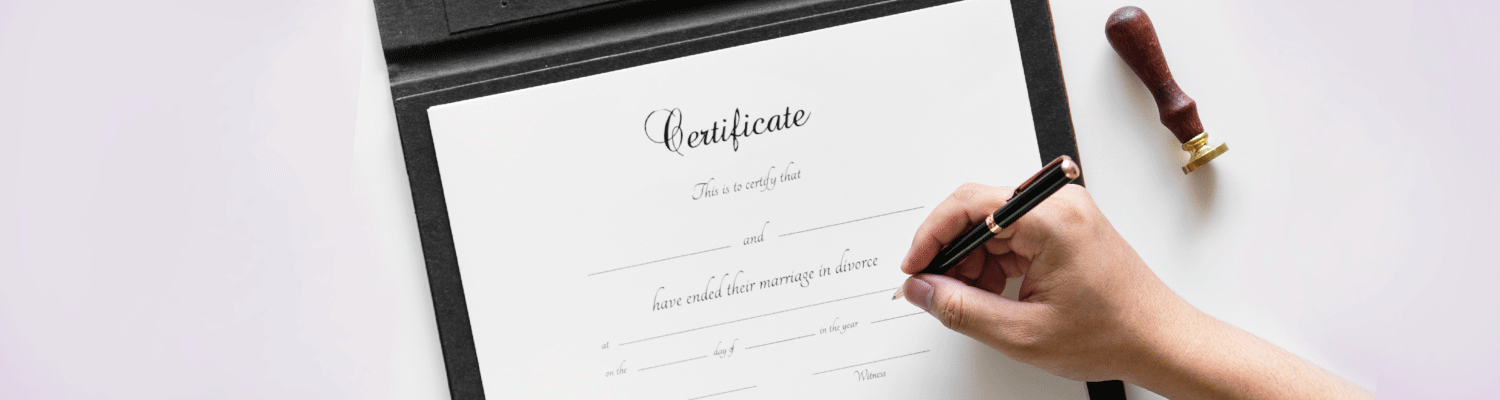 Certificate
This is to certify that
and
have ended their marriage in divorce
at
on the day of in the year
Witness